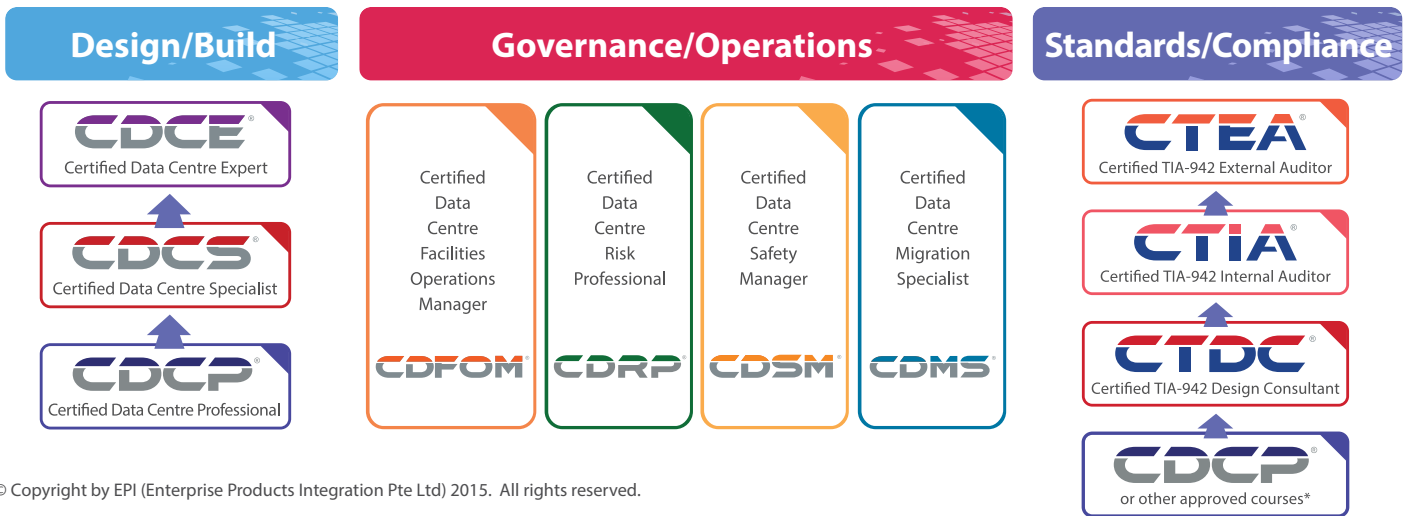 Design/Build
CDCE®
Certified Data Centre Expert
CDCS®
Certified Data Centre Specialist
CDCP®
Certified Data Centre Professional
Governance/Operations
Certified
Data
Centre
Facilities
Operations
Manager
CDFOM®
Certified
Data
Centre
Risk
Professional
CDRP®
Certified
Data
Centre
Safety
Manager
CDSM®
Certified
Data
Centre
Migration
Specialist
CDMS®
Standards/Compliance
CTEA®
Certified TIA-942 External Auditor
CTIA®
Certified TIA-942 Internal Auditor
CTDC®
Certified TIA-942 Design Consultant
CDCP®
or other approved courses*
© Copyright by EPI (Enterprise Products Integration Pte Ltd) 2015. All rights reserved.